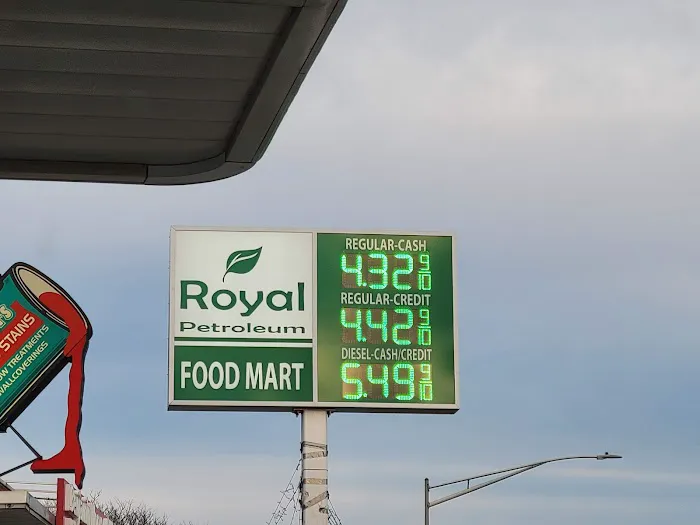 Royal
Petroleum
FOOD MART
REGULAR-CASH
4.32 9/10
REGULAR-CREDIT
4.42 9/10
DIESEL-CASH/CREDIT
5.49 9/10
STAINS
WALLCOVERINGS